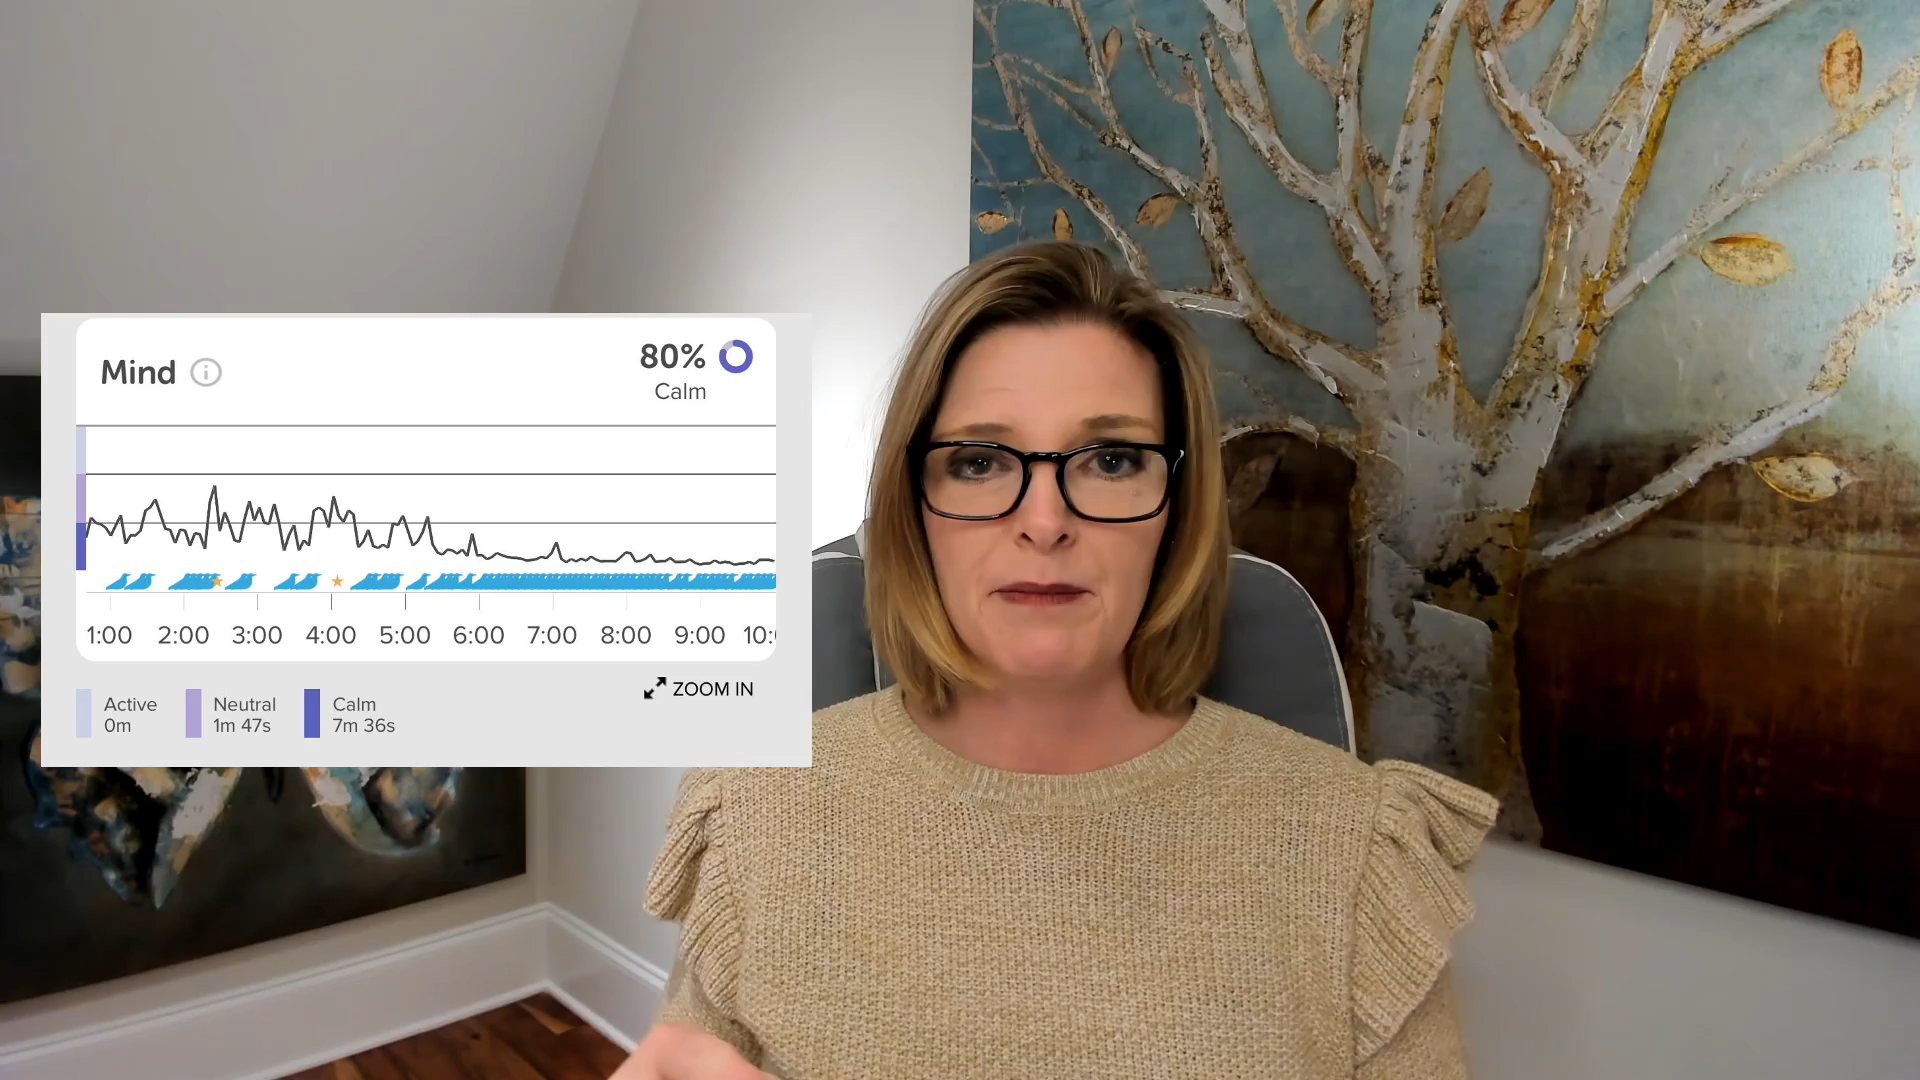 Mind
80%
Calm
1:00 2:00 3:00 4:00 5:00 6:00 7:00 8:00 9:00 10:
ZOOM IN
Active Neutral Calm
0m 1m 47s 7m 36s